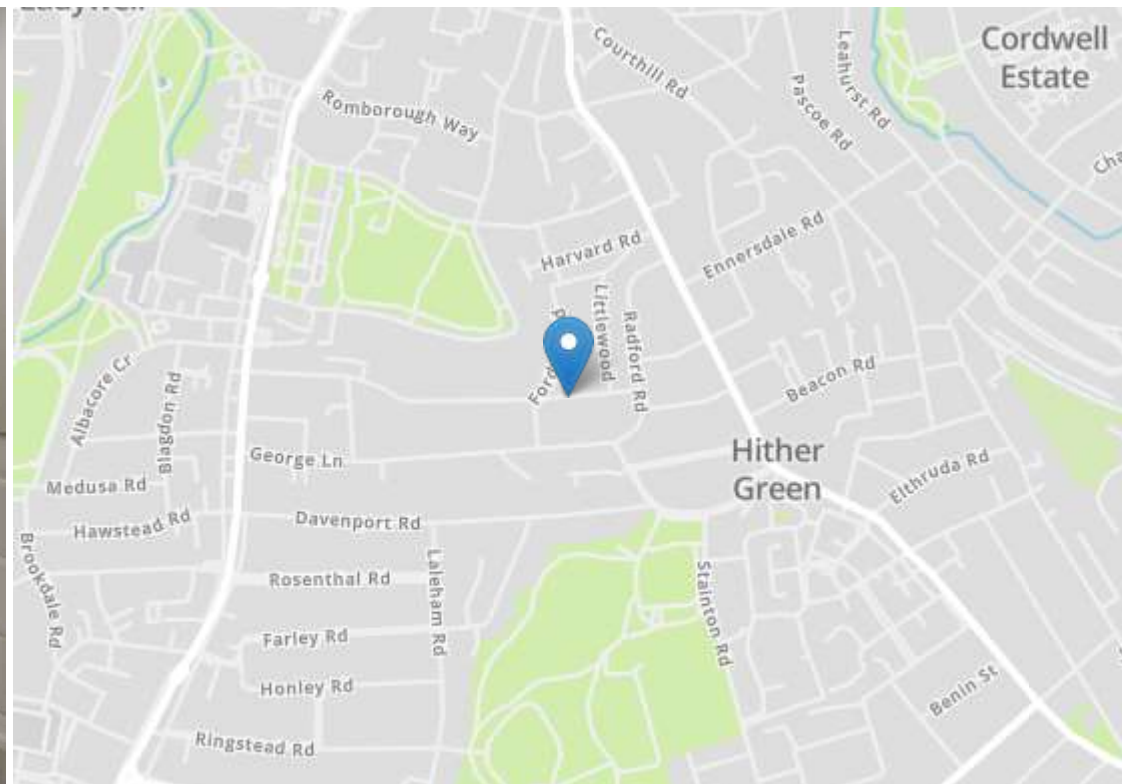 Ladywell
Cordwell
Estate
Courthill Rd
Leahurst Rd
Pascoe Rd
Romborough Way
Harvard Rd
Ennersdale Rd
Littlewood
Radford Rd
Albacore Cr
Blagdon Rd
Beacon Rd
George Ln
Hither
Green
Elthruda Rd
Medusa Rd
Hawstead Rd
Davenport Rd
Brookdale Rd
Rosenthal Rd
Laleham Rd
Stainton Rd
Farley Rd
Honley Rd
Benin St
Ringstead Rd